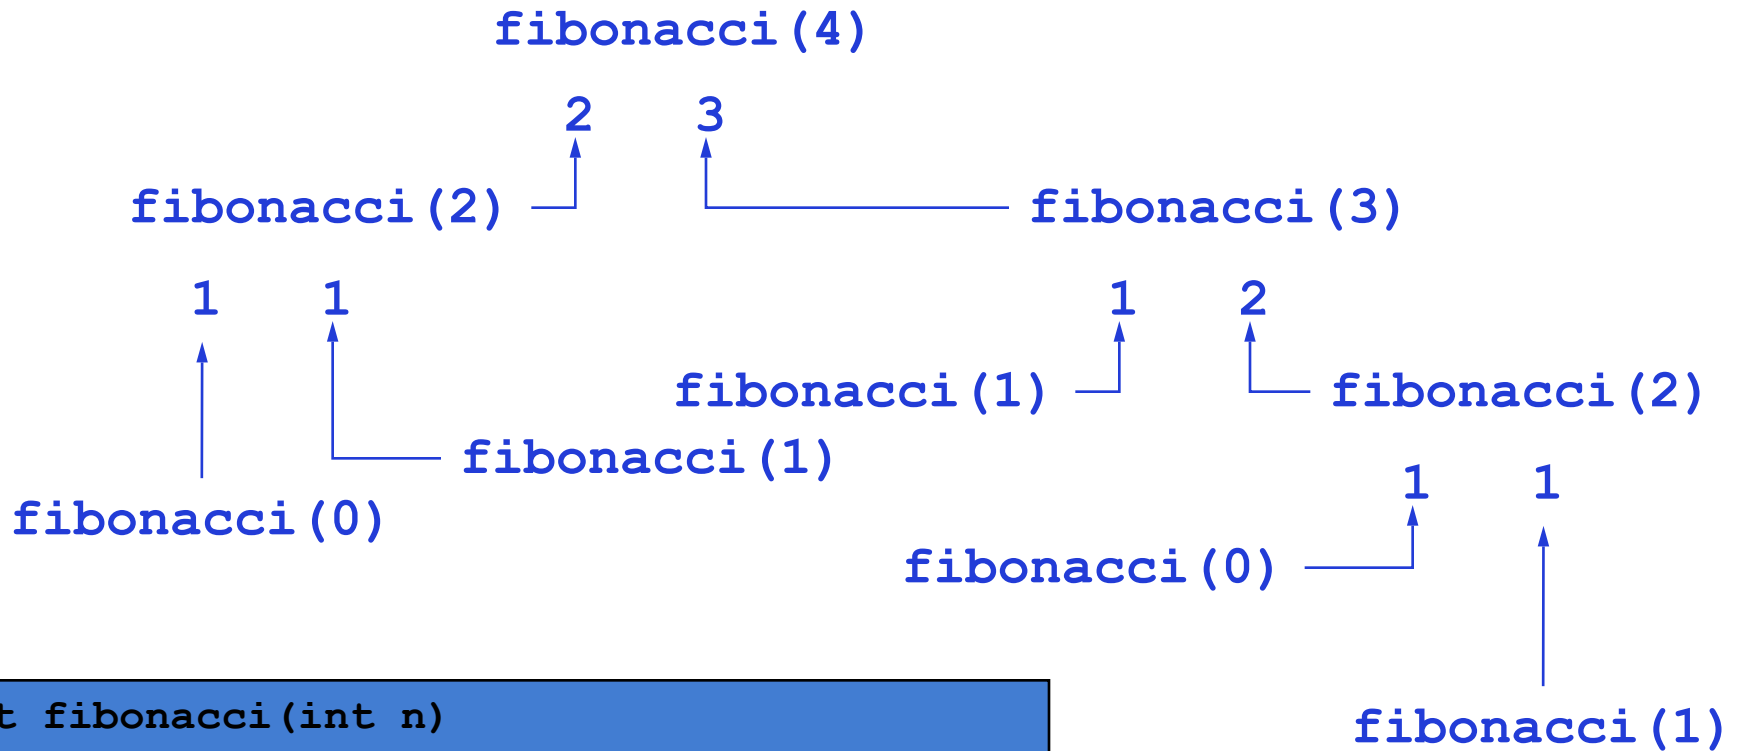 fibonacci(4)
2 3
fibonacci(2) fibonacci(3)
1 1 1 2
fibonacci(1) fibonacci(2)
fibonacci(1)
1 1
fibonacci(0)
fibonacci(0)
t fibonacci(int n)
fibonacci(1)